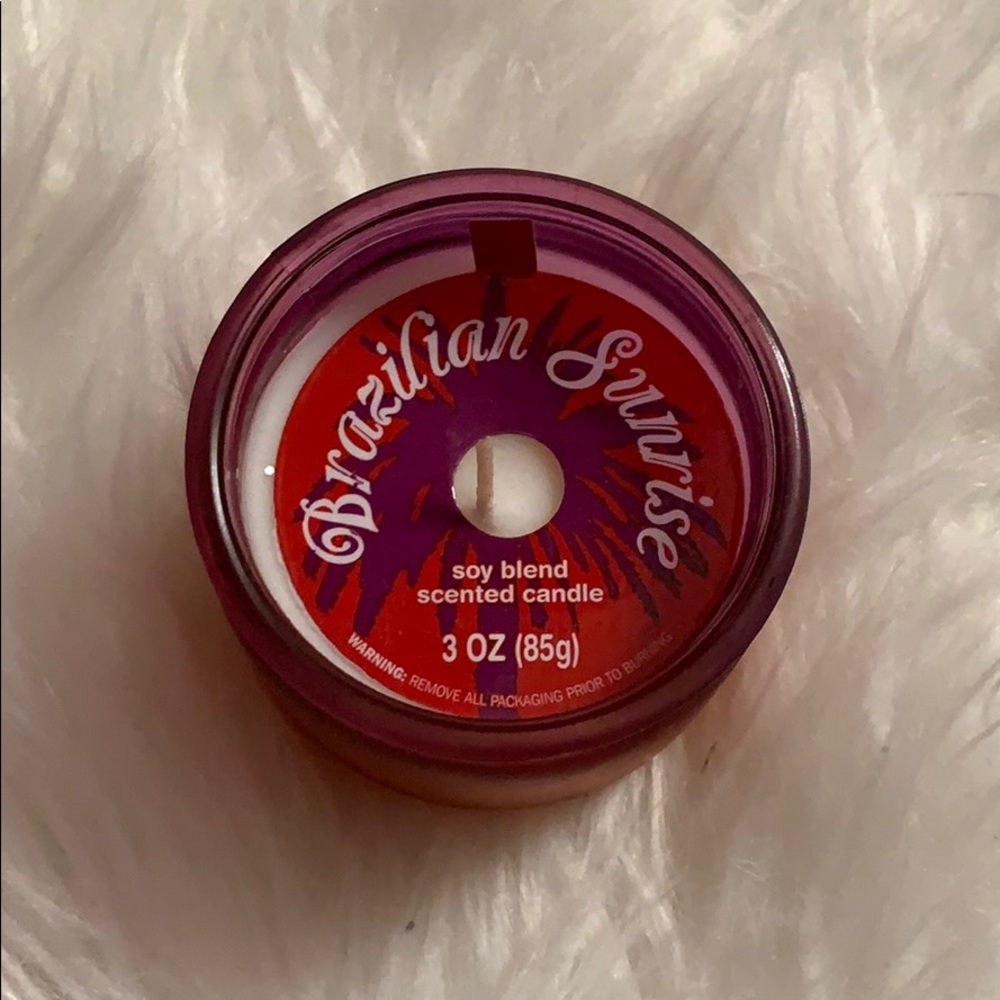 Brazilian Sunrise
soy blend
scented candle
3 OZ (85g)
WARNING: REMOVE ALL PACKAGING PRIOR TO BURNING